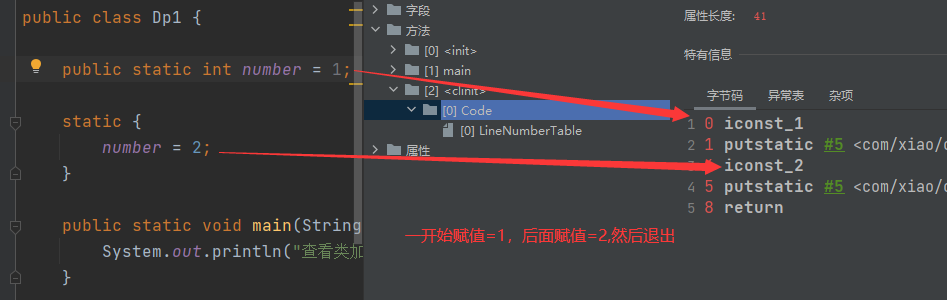 public class Dp1 {
public static int number = 1;
static {
number = 2;
}
public static void main(String
System.out.println("查看类加
}
字段
方法
[0] <init>
[1] main
[2] <clinit>
[0] Code
[0] LineNumberTable
属性
一开始赋值=1，后面赋值=2,然后退出
属性长度: 41
特有信息
字节码 异常表 杂项
1 0 iconst_1
2 1 putstatic #5 <com/xiao/
3 iconst_2
4 5 putstatic #5 <com/xiao/
5 8 return